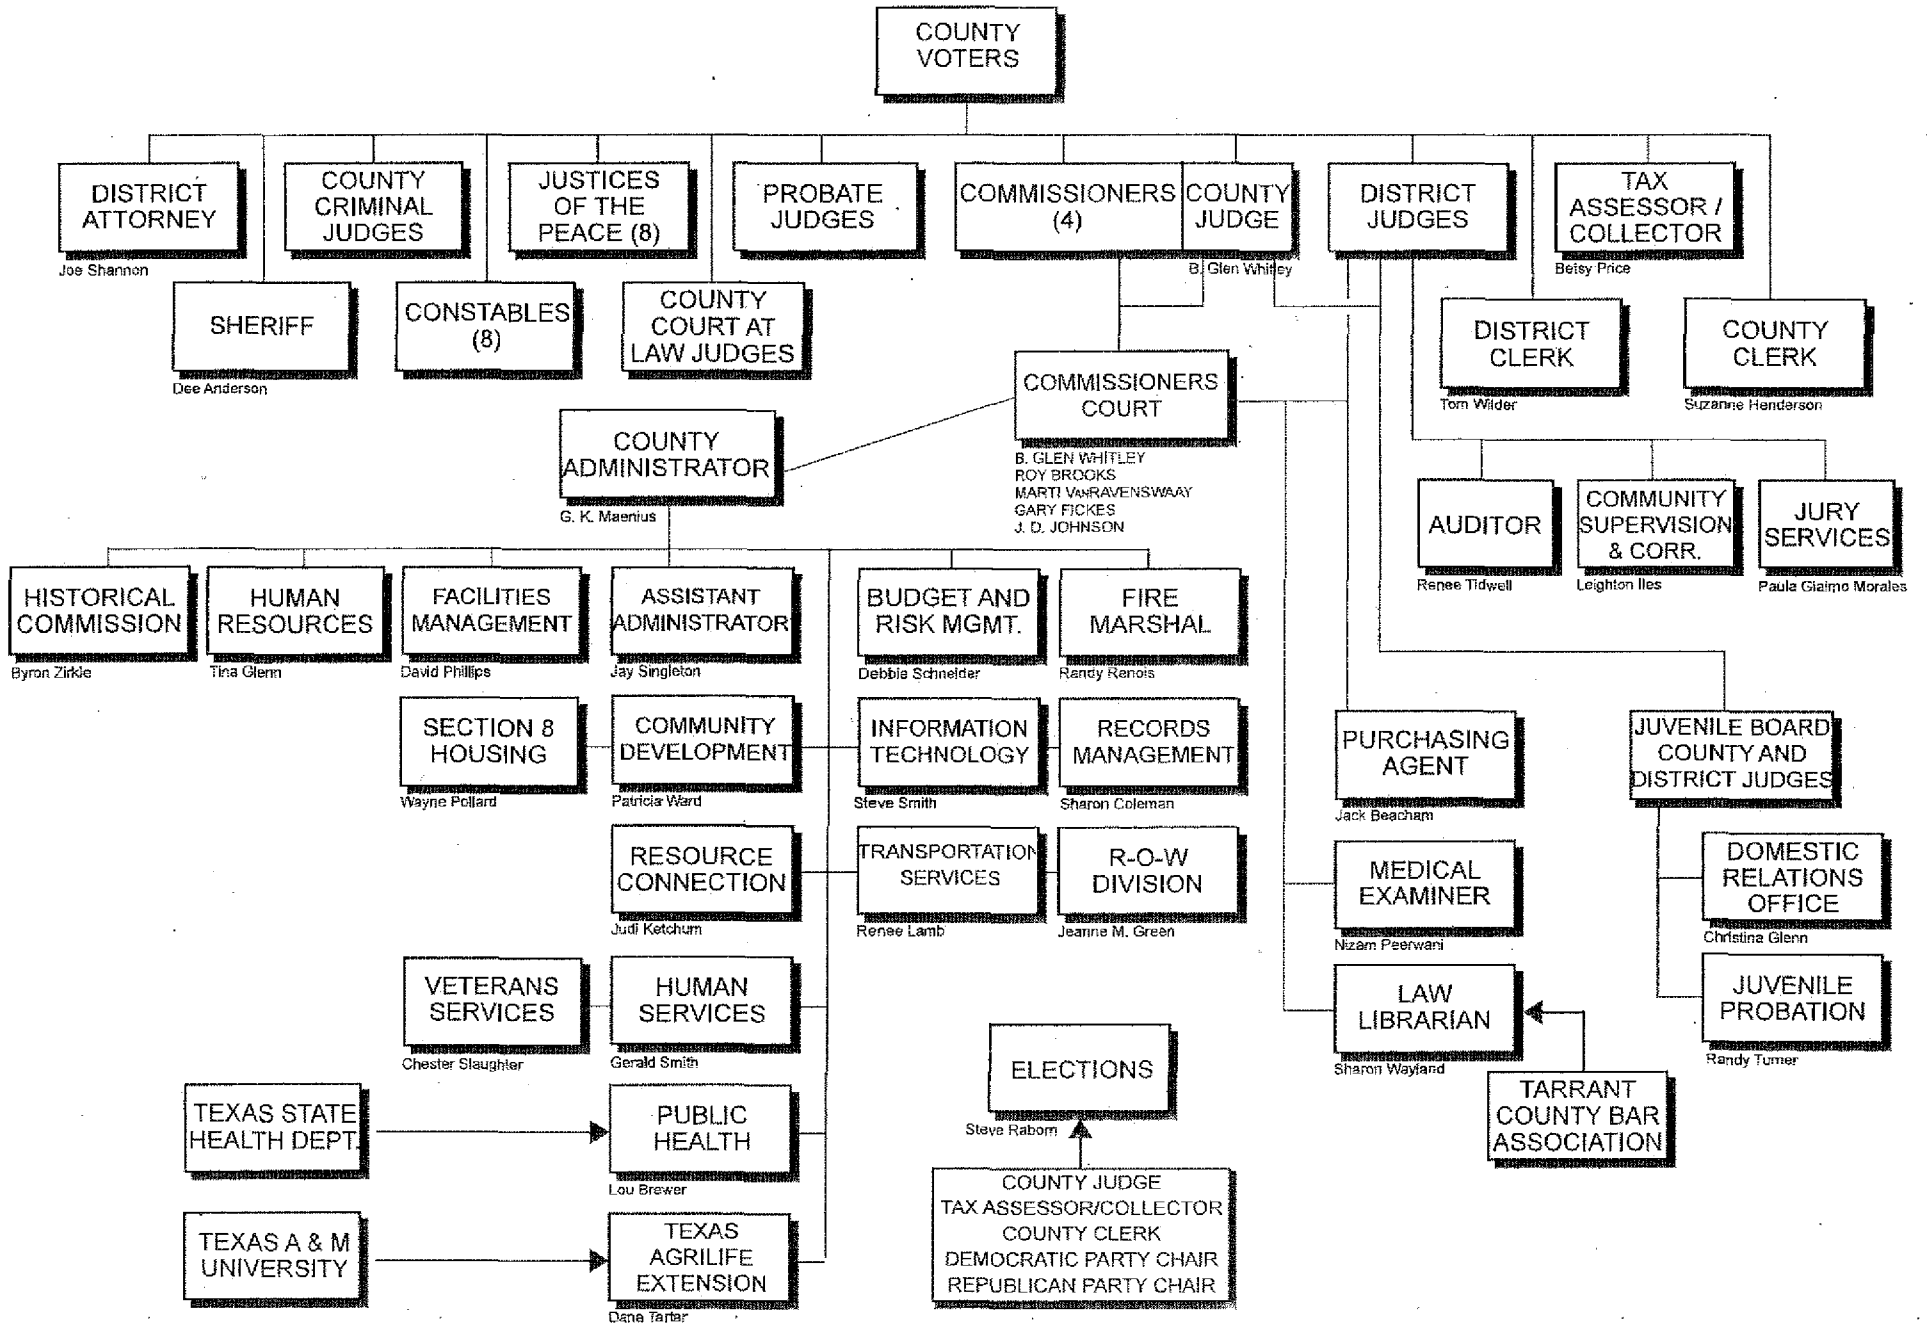 COUNTY
VOTERS
DISTRICT
ATTORNEY
Joe Shannon
COUNTY
CRIMINAL
JUDGES
JUSTICES
OF THE
PEACE (8)
PROBATE
JUDGES
COMMISSIONERS
(4)
COUNTY
JUDGE
B. Glen Whitley
DISTRICT
JUDGES
TAX
ASSESSOR /
COLLECTOR
Betsy Price
SHERIFF
Dee Anderson
CONSTABLES
(8)
COUNTY
COURT AT
LAW JUDGES
DISTRICT
CLERK
Tom Wilder
COUNTY
CLERK
Suzanne Henderson
COMMISSIONERS
COURT
B. GLEN WHITLEY
ROY BROOKS
MARTI VANRAVENSWAAY
GARY FICKES
J. D. JOHNSON
COUNTY
ADMINISTRATOR
G. K. Maenius
AUDITOR
Renee Tidwell
COMMUNITY
SUPERVISION
& CORR.
Leighton Iles
JURY
SERVICES
Paula Giaimo Morales
HISTORICAL
COMMISSION
Byron Zirkle
HUMAN
RESOURCES
Tina Glenn
FACILITIES
MANAGEMENT
David Phillips
ASSISTANT
ADMINISTRATOR
Jay Singleton
BUDGET AND
RISK MGMT.
Debbie Schneider
FIRE
MARSHAL
Randy Renois
SECTION 8
HOUSING
Wayne Pollard
COMMUNITY
DEVELOPMENT
Patricia Ward
INFORMATION
TECHNOLOGY
Steve Smith
RECORDS
MANAGEMENT
Sharon Coleman
PURCHASING
AGENT
Jack Beacham
JUVENILE BOARD
COUNTY AND
DISTRICT JUDGES
RESOURCE
CONNECTION
Judi Ketchum
TRANSPORTATION
SERVICES
Renee Lamb
R-O-W
DIVISION
Jeanne M. Green
MEDICAL
EXAMINER
Nizam Peerwani
DOMESTIC
RELATIONS
OFFICE
Christina Glenn
VETERANS
SERVICES
Chester Slaughter
HUMAN
SERVICES
Gerald Smith
LAW
LIBRARIAN
Sharon Wayland
JUVENILE
PROBATION
Randy Turner
ELECTIONS
Steve Raborn
TARRANT
COUNTY BAR
ASSOCIATION
TEXAS STATE
HEALTH DEPT.
PUBLIC
HEALTH
Lou Brewer
COUNTY JUDGE
TAX ASSESSOR/COLLECTOR
COUNTY CLERK
DEMOCRATIC PARTY CHAIR
REPUBLICAN PARTY CHAIR
TEXAS A & M
UNIVERSITY
TEXAS
AGRILIFE
EXTENSION
Dana Tarter